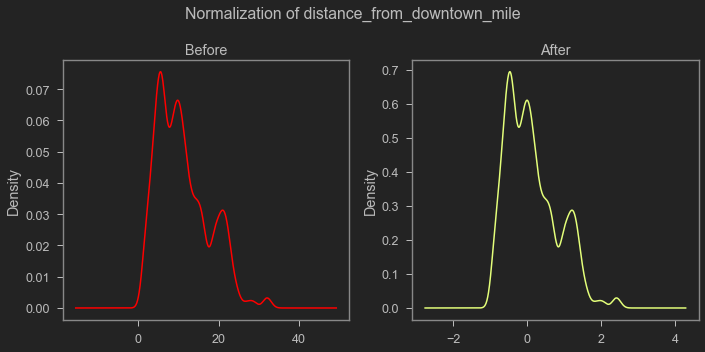 Normalization of distance_from_downtown_mile
Before
After
Density
0.07
0.06
0.05
0.04
0.03
0.02
0.01
0.00
0 20 40
Density
0.7
0.6
0.5
0.4
0.3
0.2
0.1
0.0
−2 0 2 4